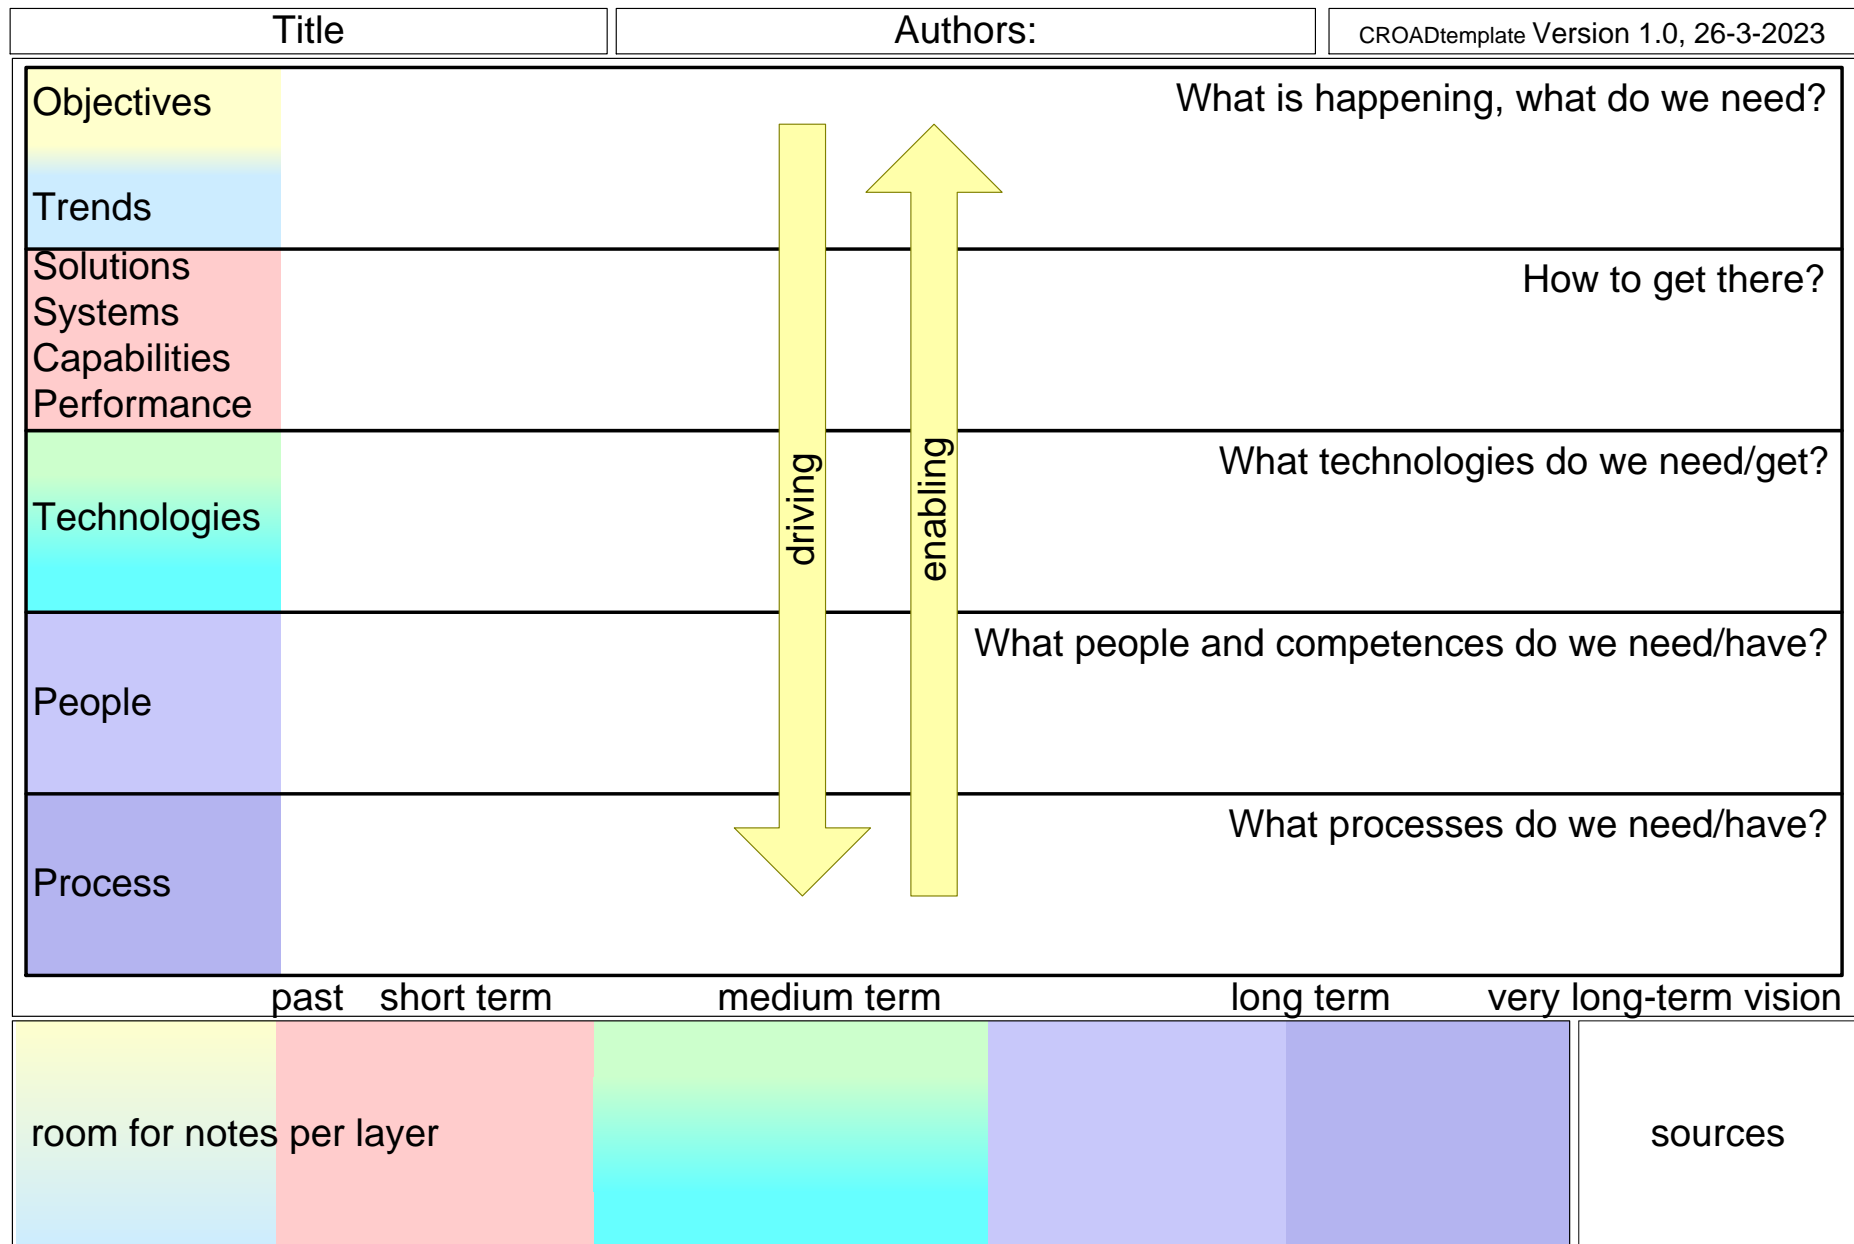 Title
Authors:
CROADtemplate Version 1.0, 26-3-2023
Objectives
What is happening, what do we need?
Trends
Solutions
Systems
Capabilities
Performance
How to get there?
driving
enabling
Technologies
What technologies do we need/get?
People
What people and competences do we need/have?
Process
What processes do we need/have?
past short term medium term long term very long-term vision
room for notes per layer
sources